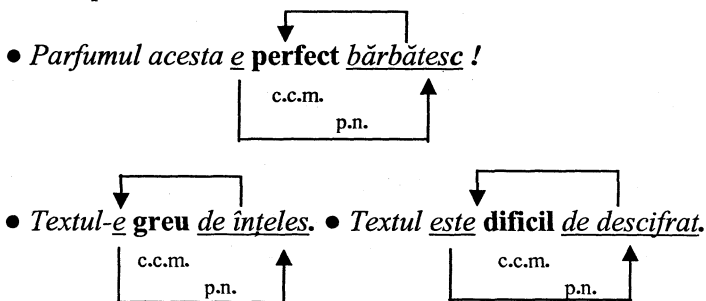 ● Parfumul acesta e perfect bărbătesc !
c.c.m.
p.n.
● Textul-e greu de înțeles. ● Textul este dificil de descifrat.
c.c.m. c.c.m.
p.n. p.n.